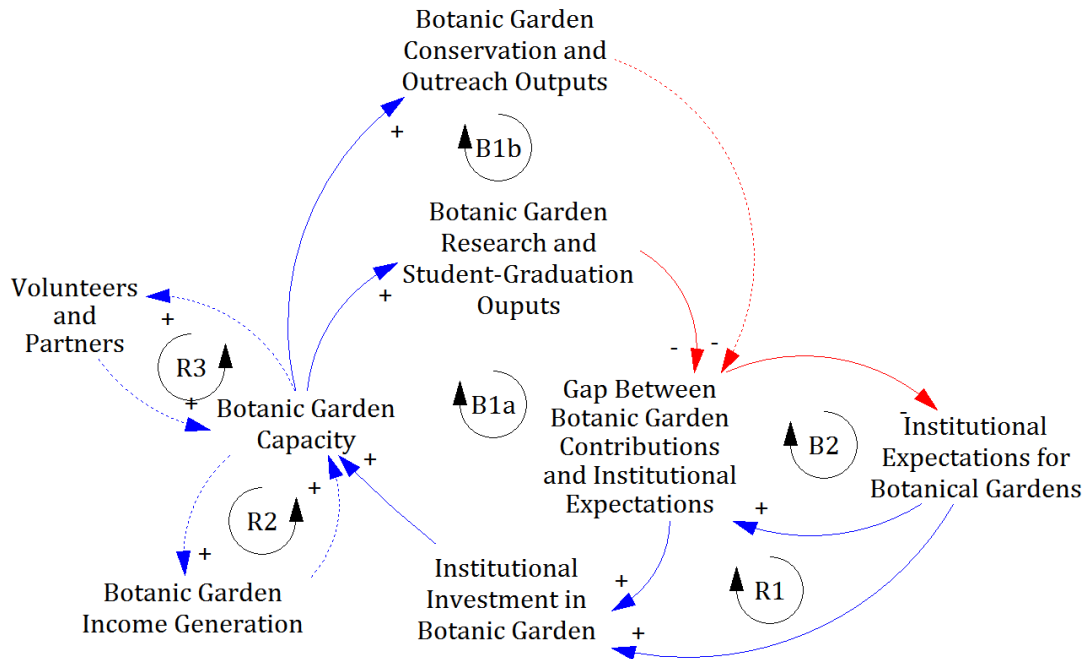 Botanic Garden
Conservation and
Outreach Outputs
+
B1b
Botanic Garden
Research and
Student-Graduation
Ouputs
+
Volunteers
and
Partners
+
R3
+
Botanic Garden
Capacity
B1a
-
-
Gap Between
Botanic Garden
Contributions
and Institutional
Expectations
B2
-
Institutional
Expectations for
Botanical Gardens
+
+
R2
+
+
Botanic Garden
Income Generation
Institutional
Investment in
Botanic Garden
+
+
R1